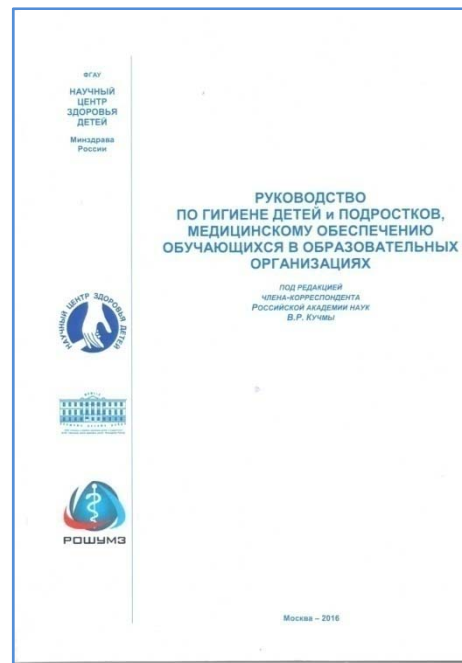 ФГАУ
НАУЧНЫЙ
ЦЕНТР
ЗДОРОВЬЯ
ДЕТЕЙ
Минздрава
России
РУКОВОДСТВО
ПО ГИГИЕНЕ ДЕТЕЙ и ПОДРОСТКОВ,
МЕДИЦИНСКОМУ ОБЕСПЕЧЕНИЮ
ОБУЧАЮЩИХСЯ В ОБРАЗОВАТЕЛЬНЫХ
ОРГАНИЗАЦИЯХ
ПОД РЕДАКЦИЕЙ
ЧЛЕНА-КОРРЕСПОНДЕНТА
РОССИЙСКОЙ АКАДЕМИИ НАУК
В.Р. КУЧМЫ
НАУЧНЫЙ ЦЕНТР ЗДОРОВЬЯ ДЕТЕЙ
РОШУМЗ
Москва – 2016